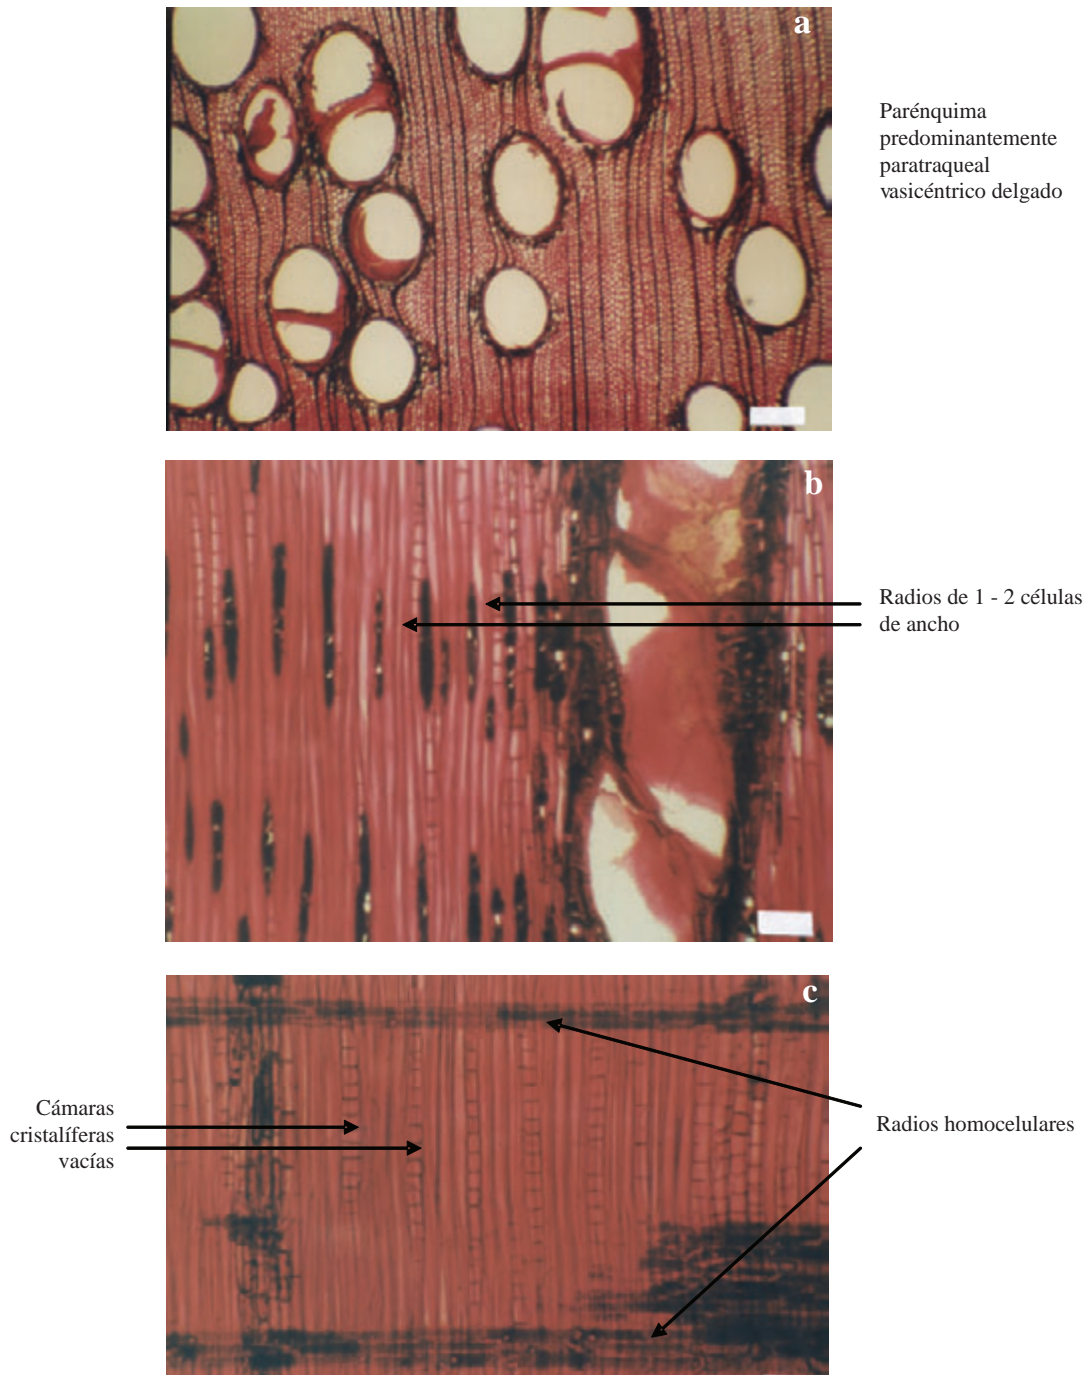 a
Parénquima
predominantemente
paratraqueal
vasicéntrico delgado
b
Radios de 1 - 2 células
de ancho
c
Cámaras
cristalíferas
vacías
Radios homocelulares